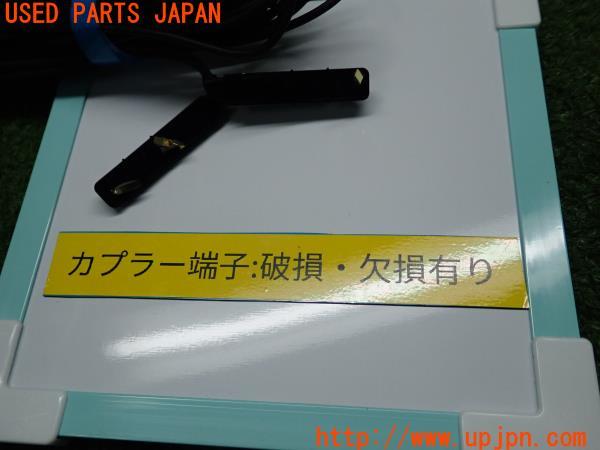 USED PARTS JAPAN
カプラー端子:破損・欠損有り
http://www.upjpn.com